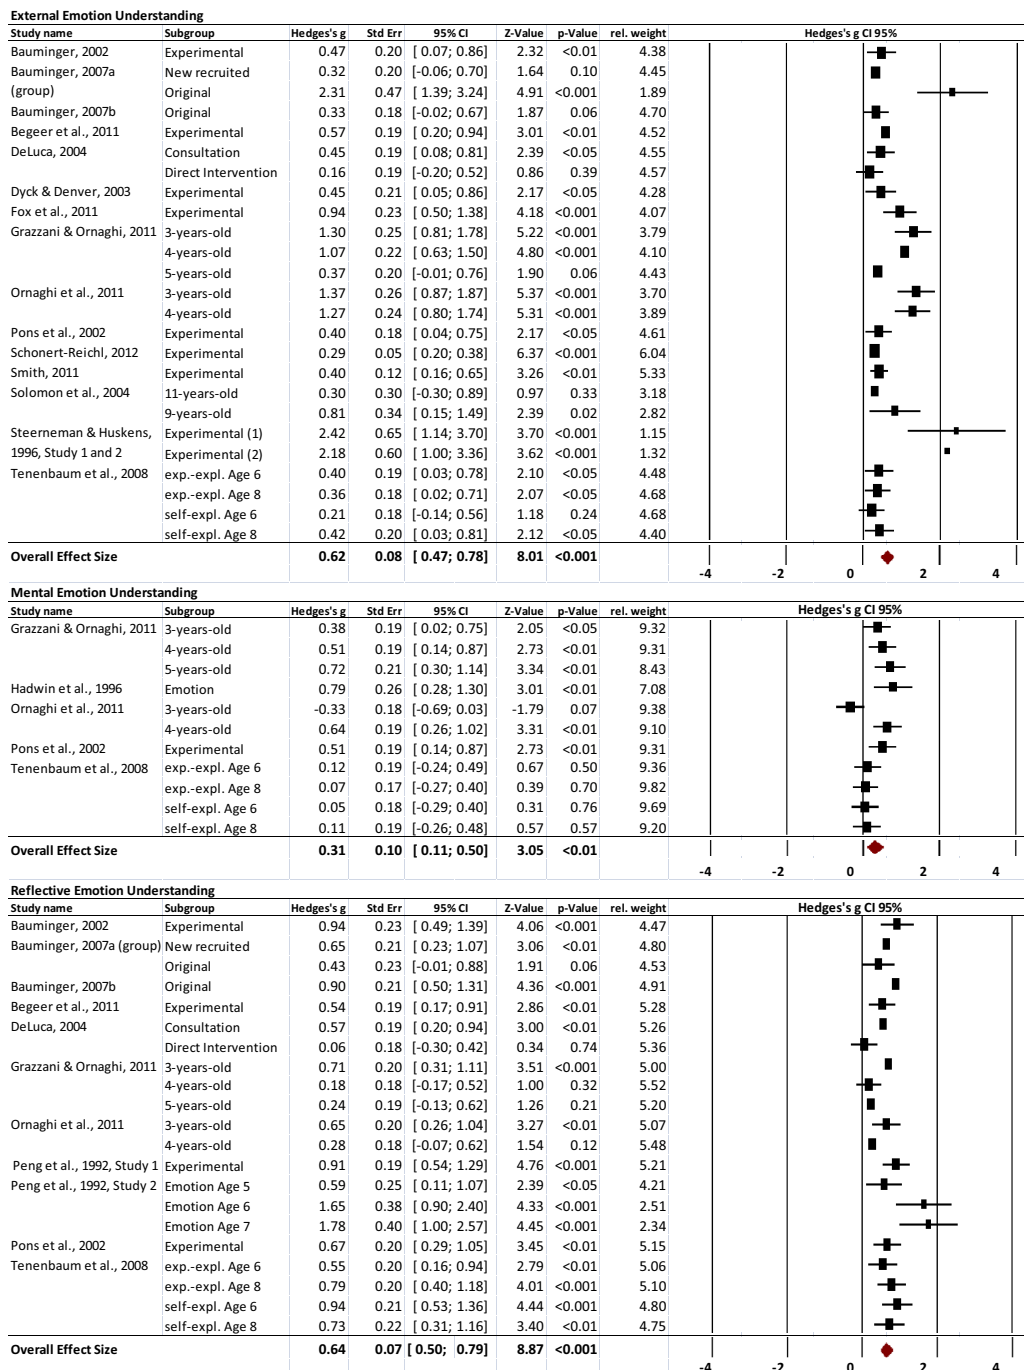 External Emotion Understanding
Study name Subgroup Hedges's g Std Err 95% CI Z-Value p-Value rel. weight Hedges's g CI 95%
Bauminger, 2002 Experimental 0.47 0.20 [ 0.07; 0.86] 2.32 <0.01 4.38
Bauminger, 2007a New recruited 0.32 0.20 [-0.06; 0.70] 1.64 0.10 4.45
(group) Original 2.31 0.47 [ 1.39; 3.24] 4.91 <0.001 1.89
Bauminger, 2007b Original 0.33 0.18 [-0.02; 0.67] 1.87 0.06 4.70
Begeer et al., 2011 Experimental 0.57 0.19 [ 0.20; 0.94] 3.01 <0.01 4.52
DeLuca, 2004 Consultation 0.45 0.19 [ 0.08; 0.81] 2.39 <0.05 4.55
Direct Intervention 0.16 0.19 [-0.20; 0.52] 0.86 0.39 4.57
Dyck & Denver, 2003 Experimental 0.45 0.21 [ 0.05; 0.86] 2.17 <0.05 4.28
Fox et al., 2011 Experimental 0.94 0.23 [ 0.50; 1.38] 4.18 <0.001 4.07
Grazzani & Ornaghi, 2011 3-years-old 1.30 0.25 [ 0.81; 1.78] 5.22 <0.001 3.79
4-years-old 1.07 0.22 [ 0.63; 1.50] 4.80 <0.001 4.10
5-years-old 0.37 0.20 [-0.01; 0.76] 1.90 0.06 4.43
Ornaghi et al., 2011 3-years-old 1.37 0.26 [ 0.87; 1.87] 5.37 <0.001 3.70
4-years-old 1.27 0.24 [ 0.80; 1.74] 5.31 <0.001 3.89
Pons et al., 2002 Experimental 0.40 0.18 [ 0.04; 0.75] 2.17 <0.05 4.61
Schonert-Reichl, 2012 Experimental 0.29 0.05 [ 0.20; 0.38] 6.37 <0.001 6.04
Smith, 2011 Experimental 0.40 0.12 [ 0.16; 0.65] 3.26 <0.01 5.33
Solomon et al., 2004 11-years-old 0.30 0.30 [-0.30; 0.89] 0.97 0.33 3.18
9-years-old 0.81 0.34 [ 0.15; 1.49] 2.39 0.02 2.82
Steerneman & Huskens, Experimental (1) 2.42 0.65 [ 1.14; 3.70] 3.70 <0.001 1.15
1996, Study 1 and 2 Experimental (2) 2.18 0.60 [ 1.00; 3.36] 3.62 <0.001 1.32
Tenenbaum et al., 2008 exp.-expl. Age 6 0.40 0.19 [ 0.03; 0.78] 2.10 <0.05 4.48
exp.-expl. Age 8 0.36 0.18 [ 0.02; 0.71] 2.07 <0.05 4.68
self-expl. Age 6 0.21 0.18 [-0.14; 0.56] 1.18 0.24 4.68
self-expl. Age 8 0.42 0.20 [ 0.03; 0.81] 2.12 <0.05 4.40
Overall Effect Size 0.62 0.08 [ 0.47; 0.78] 8.01 <0.001
-4 -2 0 2 4
Mental Emotion Understanding
Study name Subgroup Hedges's g Std Err 95% CI Z-Value p-Value rel. weight Hedges's g CI 95%
Grazzani & Ornaghi, 2011 3-years-old 0.38 0.19 [ 0.02; 0.75] 2.05 <0.05 9.32
4-years-old 0.51 0.19 [ 0.14; 0.87] 2.73 <0.01 9.31
5-years-old 0.72 0.21 [ 0.30; 1.14] 3.34 <0.01 8.43
Hadwin et al., 1996 Emotion 0.79 0.26 [ 0.28; 1.30] 3.01 <0.01 7.08
Ornaghi et al., 2011 3-years-old -0.33 0.18 [-0.69; 0.03] -1.79 0.07 9.38
4-years-old 0.64 0.19 [ 0.26; 1.02] 3.31 <0.01 9.10
Pons et al., 2002 Experimental 0.51 0.19 [ 0.14; 0.87] 2.73 <0.01 9.31
Tenenbaum et al., 2008 exp.-expl. Age 6 0.12 0.19 [-0.24; 0.49] 0.67 0.50 9.36
exp.-expl. Age 8 0.07 0.17 [-0.27; 0.40] 0.39 0.70 9.82
self-expl. Age 6 0.05 0.18 [-0.29; 0.40] 0.31 0.76 9.69
self-expl. Age 8 0.11 0.19 [-0.26; 0.48] 0.57 0.57 9.20
Overall Effect Size 0.31 0.10 [ 0.11; 0.50] 3.05 <0.01
-4 -2 0 2 4
Reflective Emotion Understanding
Study name Subgroup Hedges's g Std Err 95% CI Z-Value p-Value rel. weight Hedges's g CI 95%
Bauminger, 2002 Experimental 0.94 0.23 [ 0.49; 1.39] 4.06 <0.001 4.47
Bauminger, 2007a (group) New recruited 0.65 0.21 [ 0.23; 1.07] 3.06 <0.01 4.80
Original 0.43 0.23 [-0.01; 0.88] 1.91 0.06 4.53
Bauminger, 2007b Original 0.90 0.21 [ 0.50; 1.31] 4.36 <0.001 4.91
Begeer et al., 2011 Experimental 0.54 0.19 [ 0.17; 0.91] 2.86 <0.01 5.28
DeLuca, 2004 Consultation 0.57 0.19 [ 0.20; 0.94] 3.00 <0.01 5.26
Direct Intervention 0.06 0.18 [-0.30; 0.42] 0.34 0.74 5.36
Grazzani & Ornaghi, 2011 3-years-old 0.71 0.20 [ 0.31; 1.11] 3.51 <0.001 5.00
4-years-old 0.18 0.18 [-0.17; 0.52] 1.00 0.32 5.52
5-years-old 0.24 0.19 [-0.13; 0.62] 1.26 0.21 5.20
Ornaghi et al., 2011 3-years-old 0.65 0.20 [ 0.26; 1.04] 3.27 <0.01 5.07
4-years-old 0.28 0.18 [-0.07; 0.62] 1.54 0.12 5.48
Peng et al., 1992, Study 1 Experimental 0.91 0.19 [ 0.54; 1.29] 4.76 <0.001 5.21
Peng et al., 1992, Study 2 Emotion Age 5 0.59 0.25 [ 0.11; 1.07] 2.39 <0.05 4.21
Emotion Age 6 1.65 0.38 [ 0.90; 2.40] 4.33 <0.001 2.51
Emotion Age 7 1.78 0.40 [ 1.00; 2.57] 4.45 <0.001 2.34
Pons et al., 2002 Experimental 0.67 0.20 [ 0.29; 1.05] 3.45 <0.01 5.15
Tenenbaum et al., 2008 exp.-expl. Age 6 0.55 0.20 [ 0.16; 0.94] 2.79 <0.01 5.06
exp.-expl. Age 8 0.79 0.20 [ 0.40; 1.18] 4.01 <0.001 5.10
self-expl. Age 6 0.94 0.21 [ 0.53; 1.36] 4.44 <0.001 4.80
self-expl. Age 8 0.73 0.22 [ 0.31; 1.16] 3.40 <0.01 4.75
Overall Effect Size 0.64 0.07 [ 0.50; 0.79] 8.87 <0.001
-4 -2 0 2 4